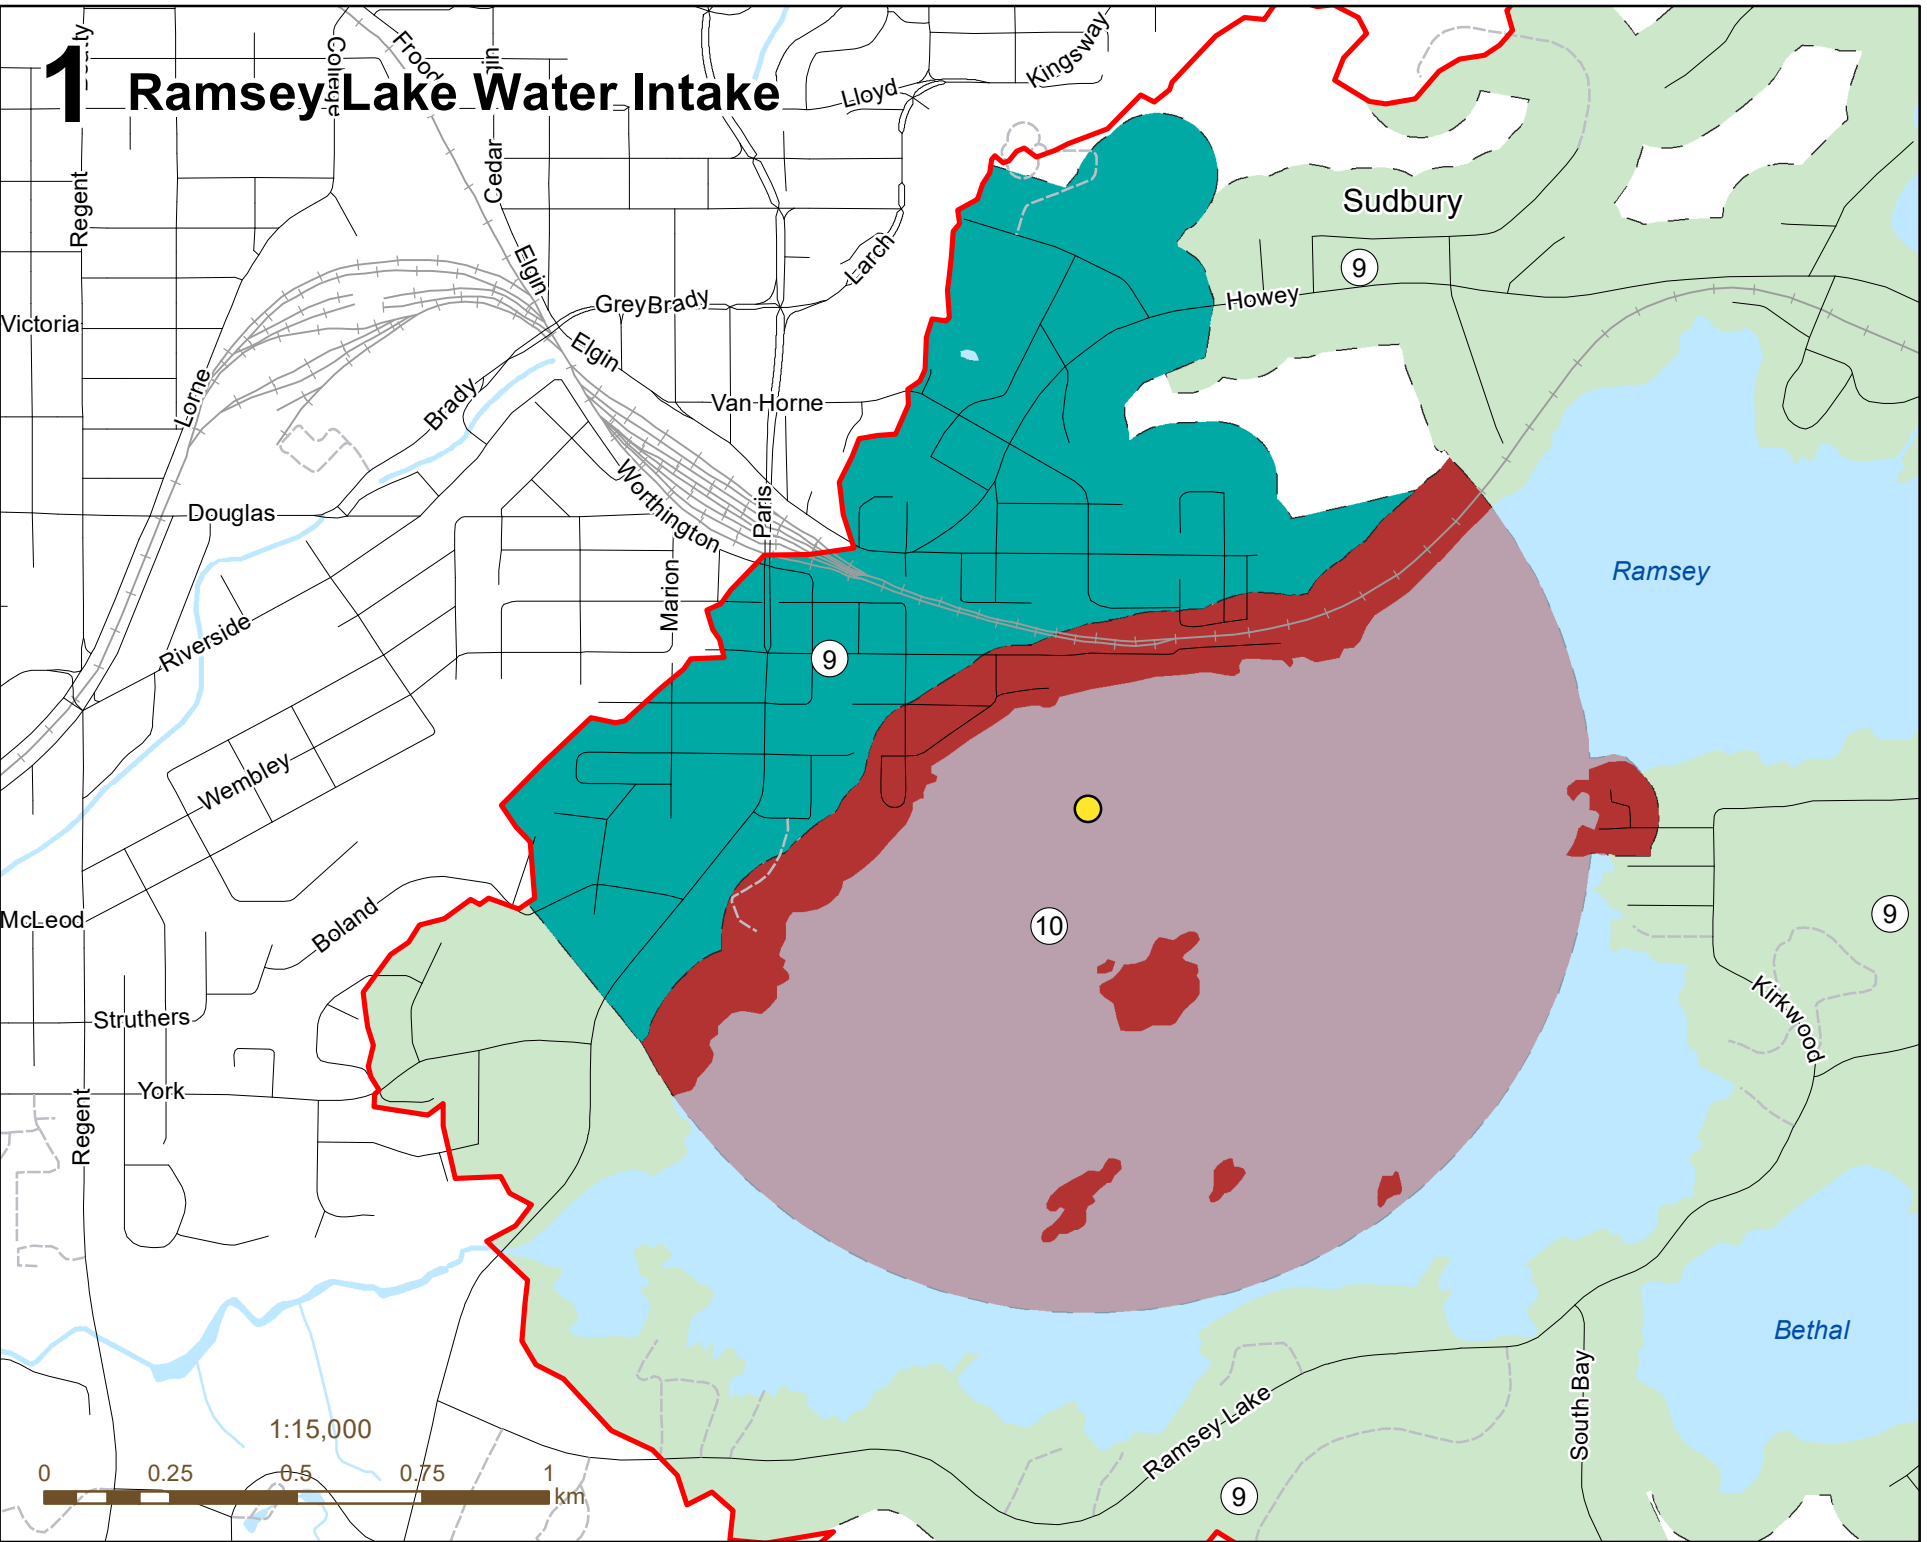 1 Ramsey Lake Water Intake
College
Frood
Cedar
Lloyd
Kingsway
Regent
Sudbury
9
Elgin
Larch
GreyBrady
Howey
Victoria
Elgin
Lorne
Brady
Van Horne
Worthington
Paris
Douglas
Ramsey
Marion
Riverside
9
Wembley
McLeod
Boland
10
9
Kirkwood
Struthers
York
Regent
Bethal
South Bay
Ramsey Lake
1:15,000
0 0.25 0.5 0.75 1
km
9